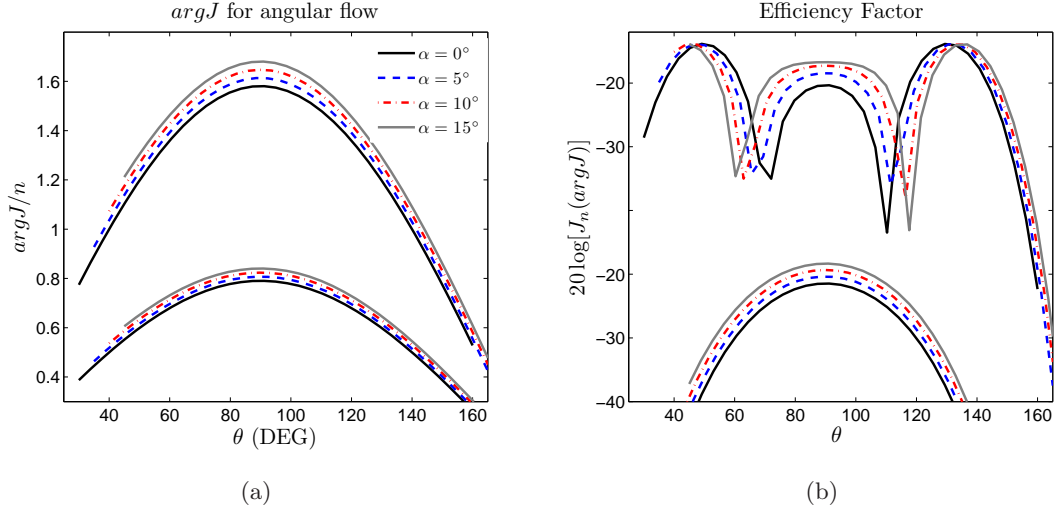 argJ for angular flow
argJ/n
1.6
1.4
1.2
1
0.8
0.6
0.4
40 60 80 100 120 140 160
θ (DEG)
α = 0°
α = 5°
α = 10°
α = 15°
(a)
Efficiency Factor
20log[J_n(argJ)]
-20
-30
-20
-30
-40
40 60 80 100 120 140 160
θ
(b)